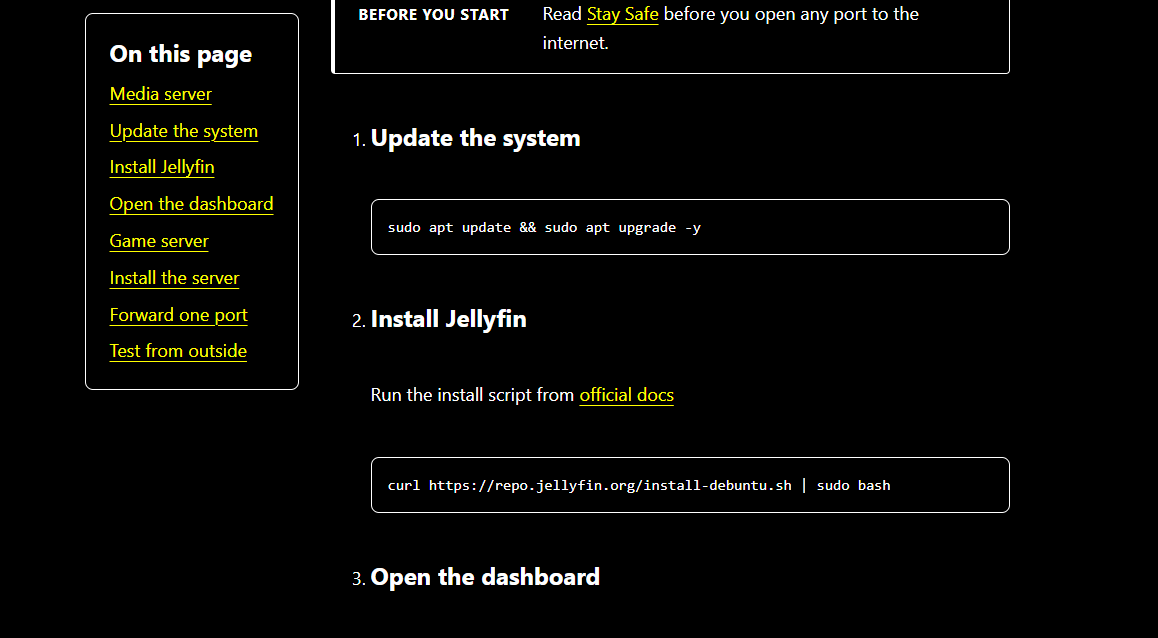 On this page
Media server
Update the system
Install Jellyfin
Open the dashboard
Game server
Install the server
Forward one port
Test from outside
BEFORE YOU START
Read Stay Safe before you open any port to the
internet.
1. Update the system
sudo apt update && sudo apt upgrade -y
2. Install Jellyfin
Run the install script from official docs
curl https://repo.jellyfin.org/install-debuntu.sh | sudo bash
3. Open the dashboard